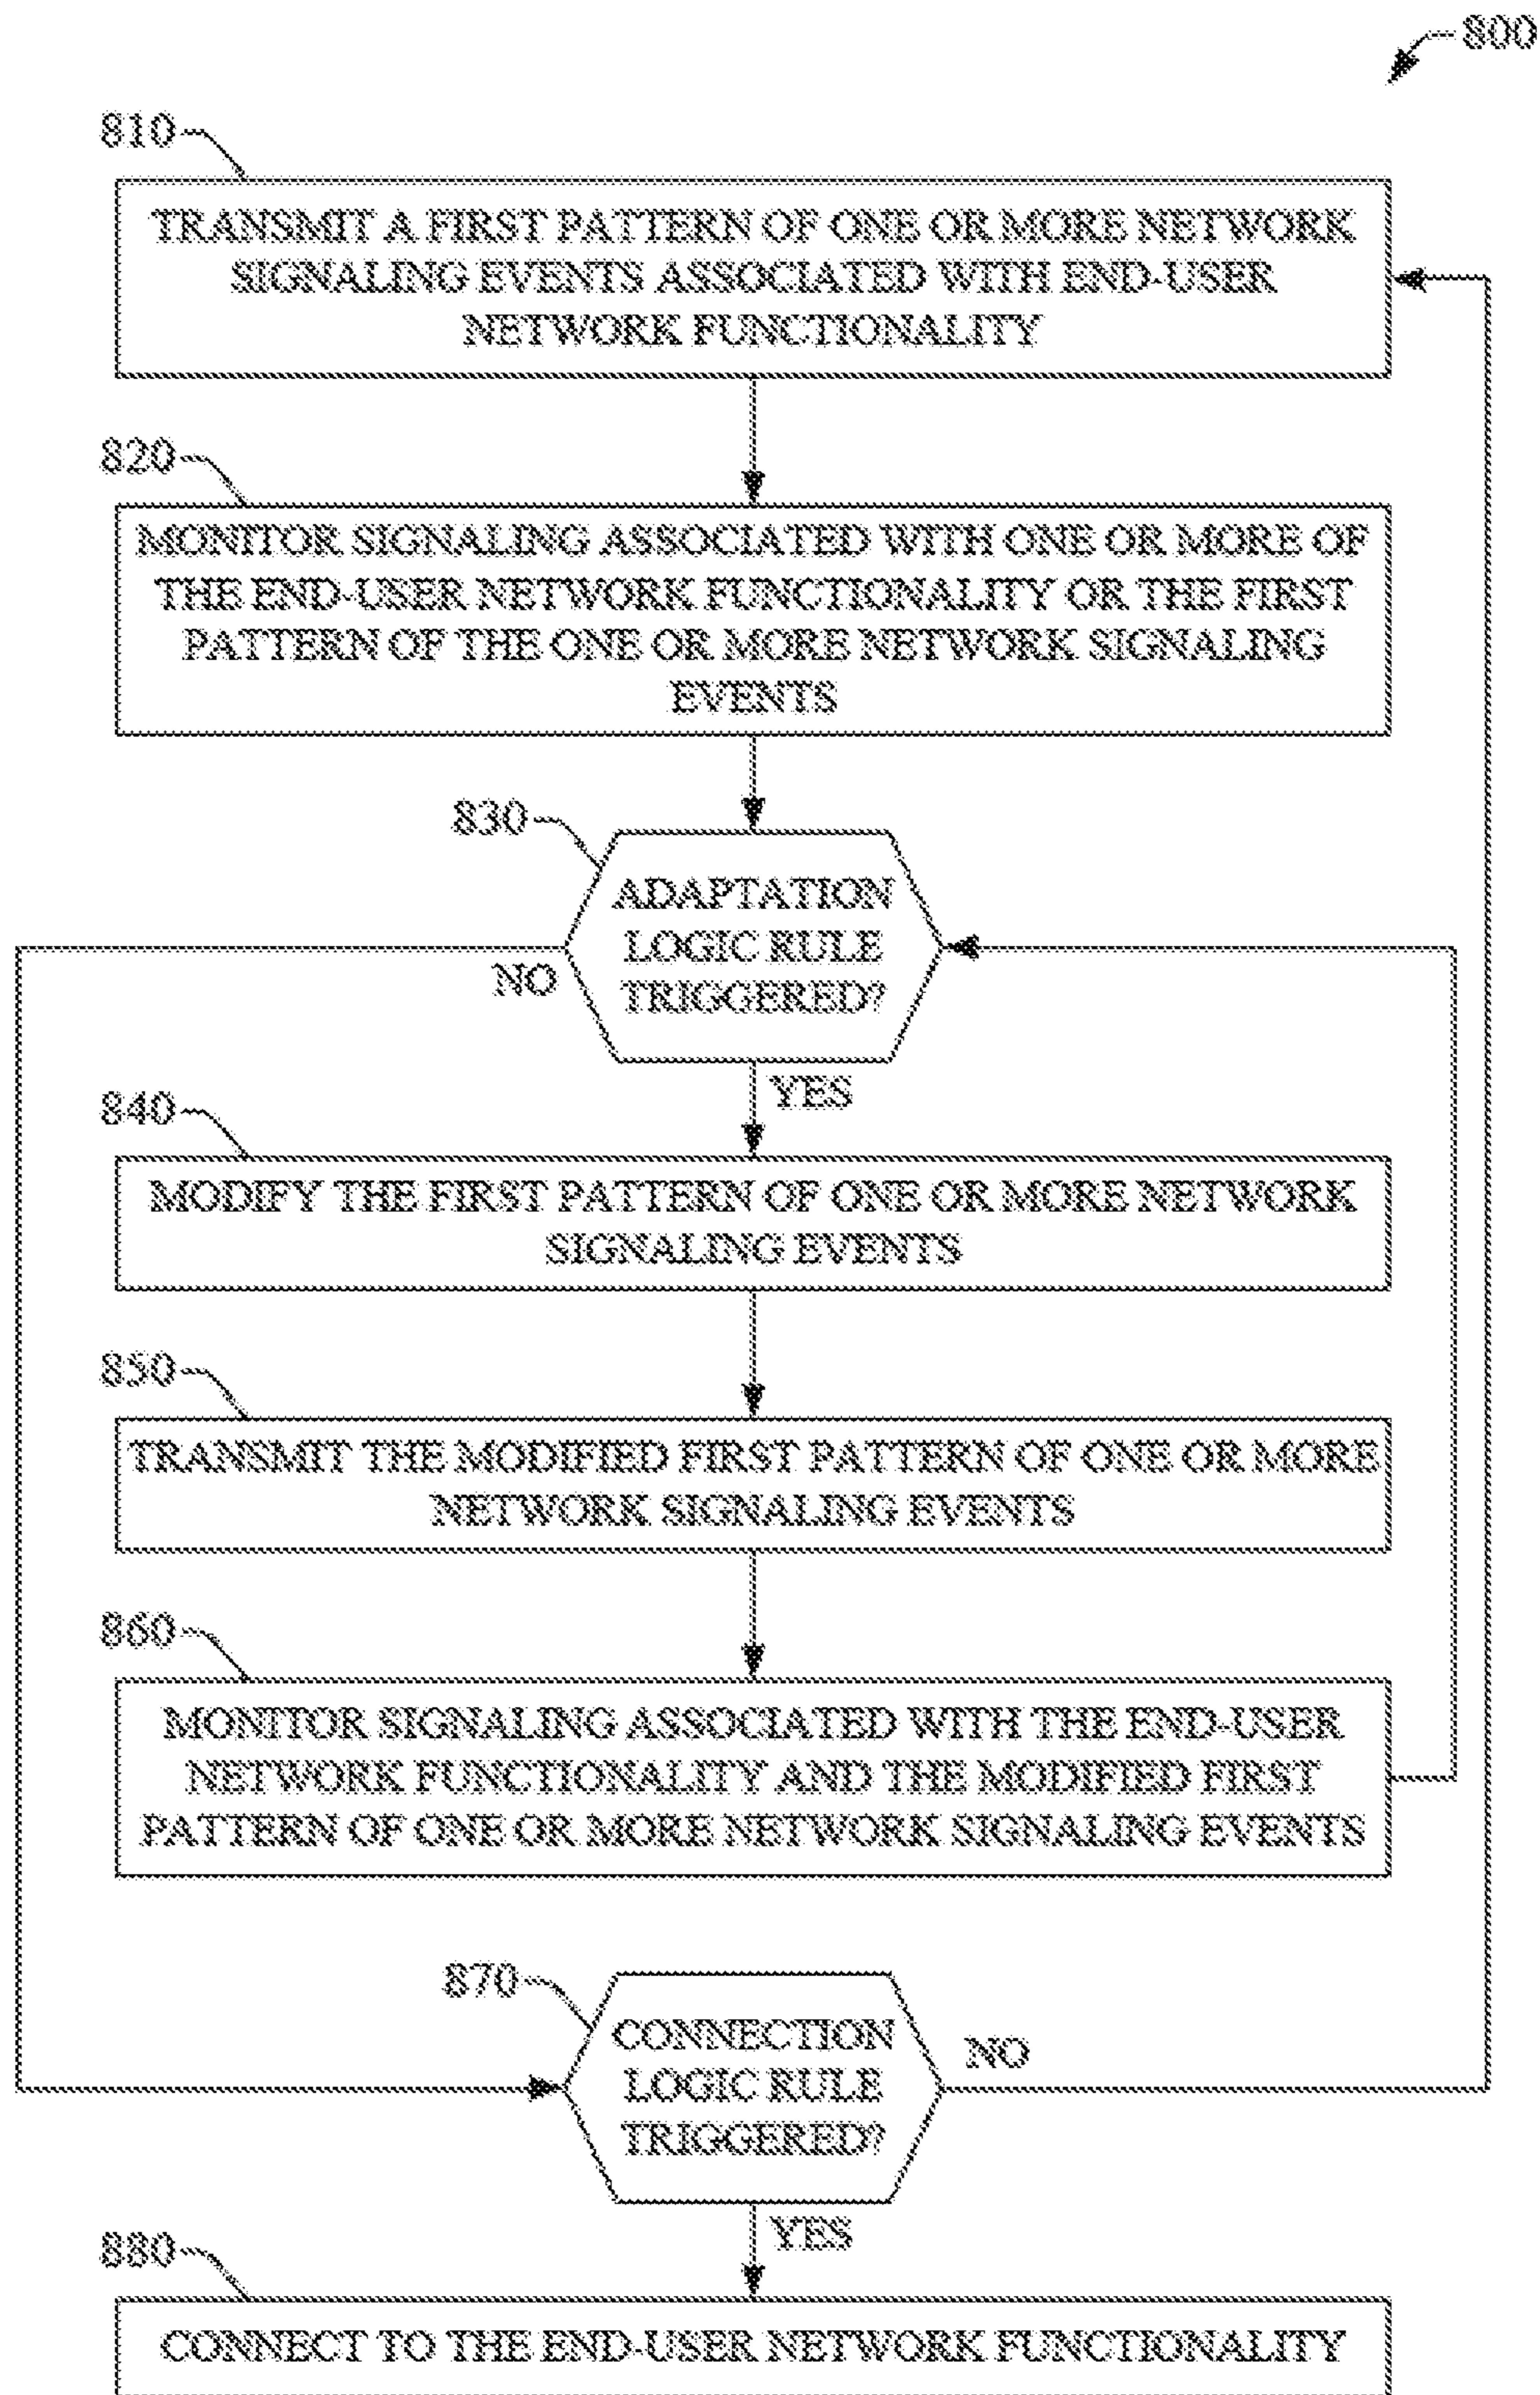 800
810
TRANSMIT A FIRST PATTERN OF ONE OR MORE NETWORK
SIGNALING EVENTS ASSOCIATED WITH END-USER
NETWORK FUNCTIONALITY
820
MONITOR SIGNALING ASSOCIATED WITH ONE OR MORE OF
THE END-USER NETWORK FUNCTIONALITY OR THE FIRST
PATTERN OF THE ONE OR MORE NETWORK SIGNALING
EVENTS
830
ADAPTATION
LOGIC RULE
TRIGGERED?
NO
YES
840
MODIFY THE FIRST PATTERN OF ONE OR MORE NETWORK
SIGNALING EVENTS
850
TRANSMIT THE MODIFIED FIRST PATTERN OF ONE OR MORE
NETWORK SIGNALING EVENTS
860
MONITOR SIGNALING ASSOCIATED WITH THE END-USER
NETWORK FUNCTIONALITY AND THE MODIFIED FIRST
PATTERN OF ONE OR MORE NETWORK SIGNALING EVENTS
870
CONNECTION
LOGIC RULE
TRIGGERED?
NO
YES
880
CONNECT TO THE END-USER NETWORK FUNCTIONALITY